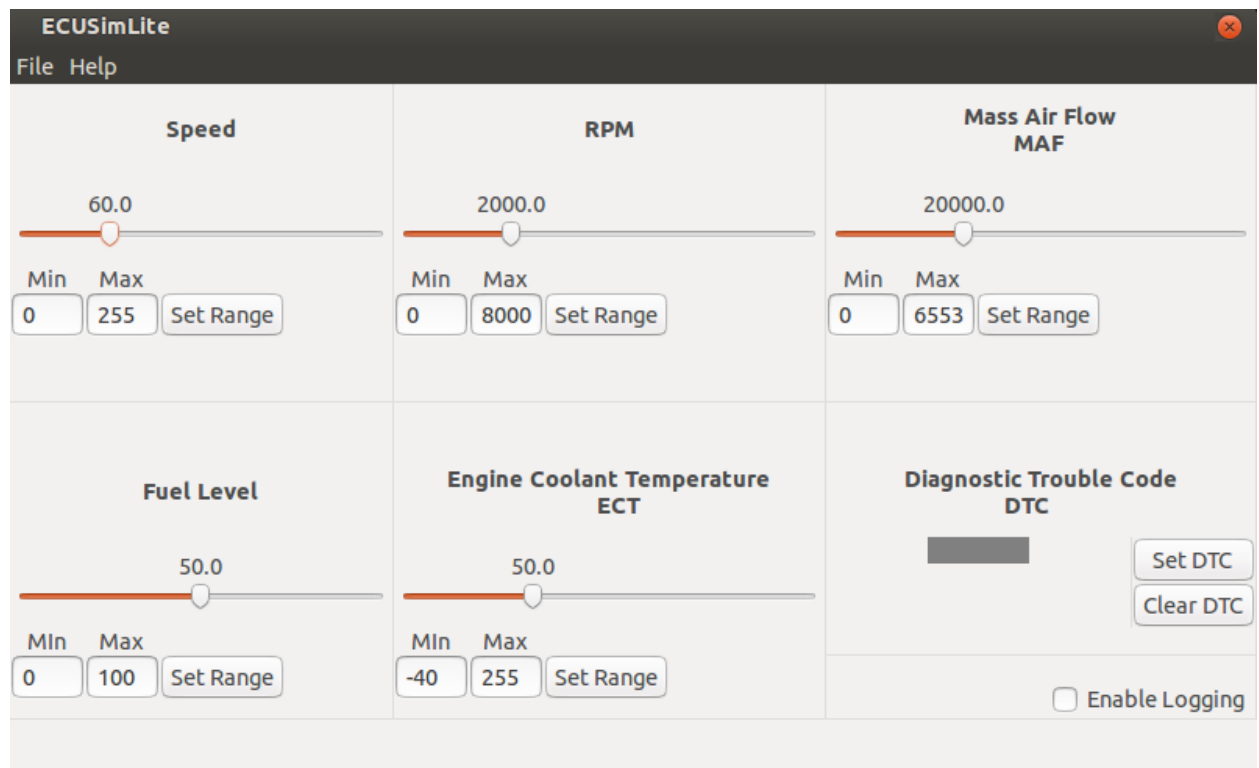 ECUSimLite
File Help
Speed
60.0
Min Max
0 255 Set Range
RPM
2000.0
Min Max
0 8000 Set Range
Mass Air Flow
MAF
20000.0
Min Max
0 6553 Set Range
Fuel Level
50.0
MIn Max
0 100 Set Range
Engine Coolant Temperature
ECT
50.0
MIn Max
-40 255 Set Range
Diagnostic Trouble Code
DTC
Set DTC
Clear DTC
Enable Logging